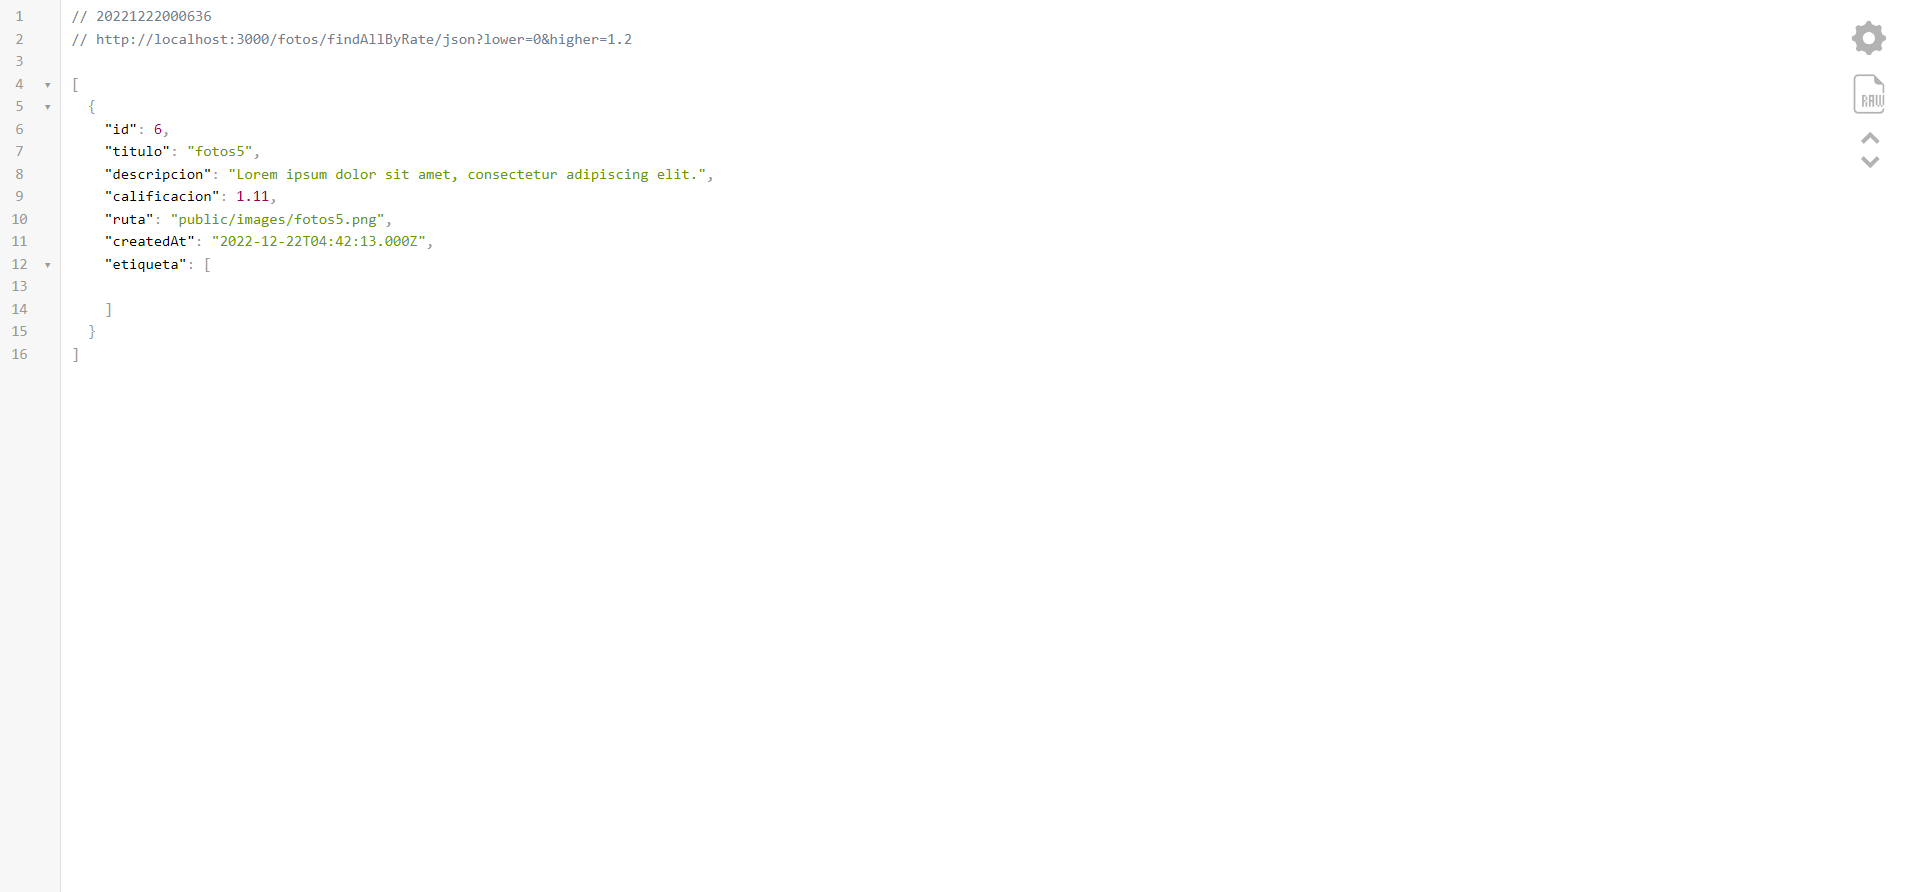 1 // 20221222000636
2 // http://localhost:3000/fotos/findAllByRate/json?lower=0&higher=1.2
3
4 [
5 {
6 "id": 6,
7 "titulo": "fotos5",
8 "descripcion": "Lorem ipsum dolor sit amet, consectetur adipiscing elit.",
9 "calificacion": 1.11,
10 "ruta": "public/images/fotos5.png",
11 "createdAt": "2022-12-22T04:42:13.000Z",
12 "etiqueta": [
13
14 ]
15 }
16 ]
RAW